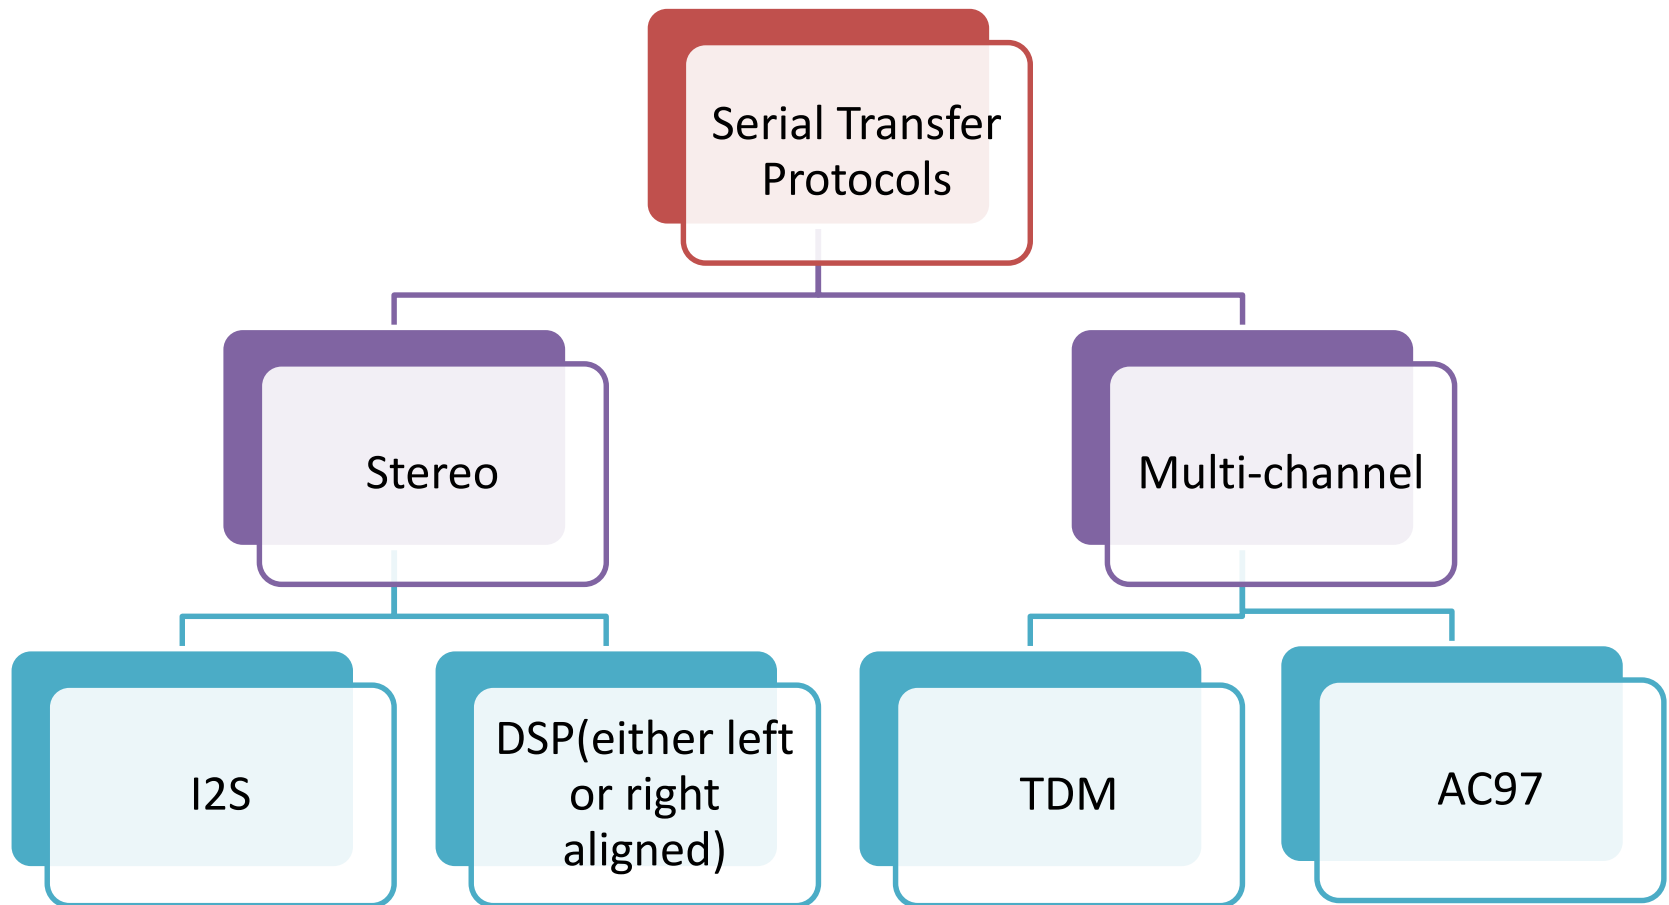 Serial Transfer
Protocols
Stereo
Multi-channel
I2S
DSP(either left
or right
aligned)
TDM
AC97